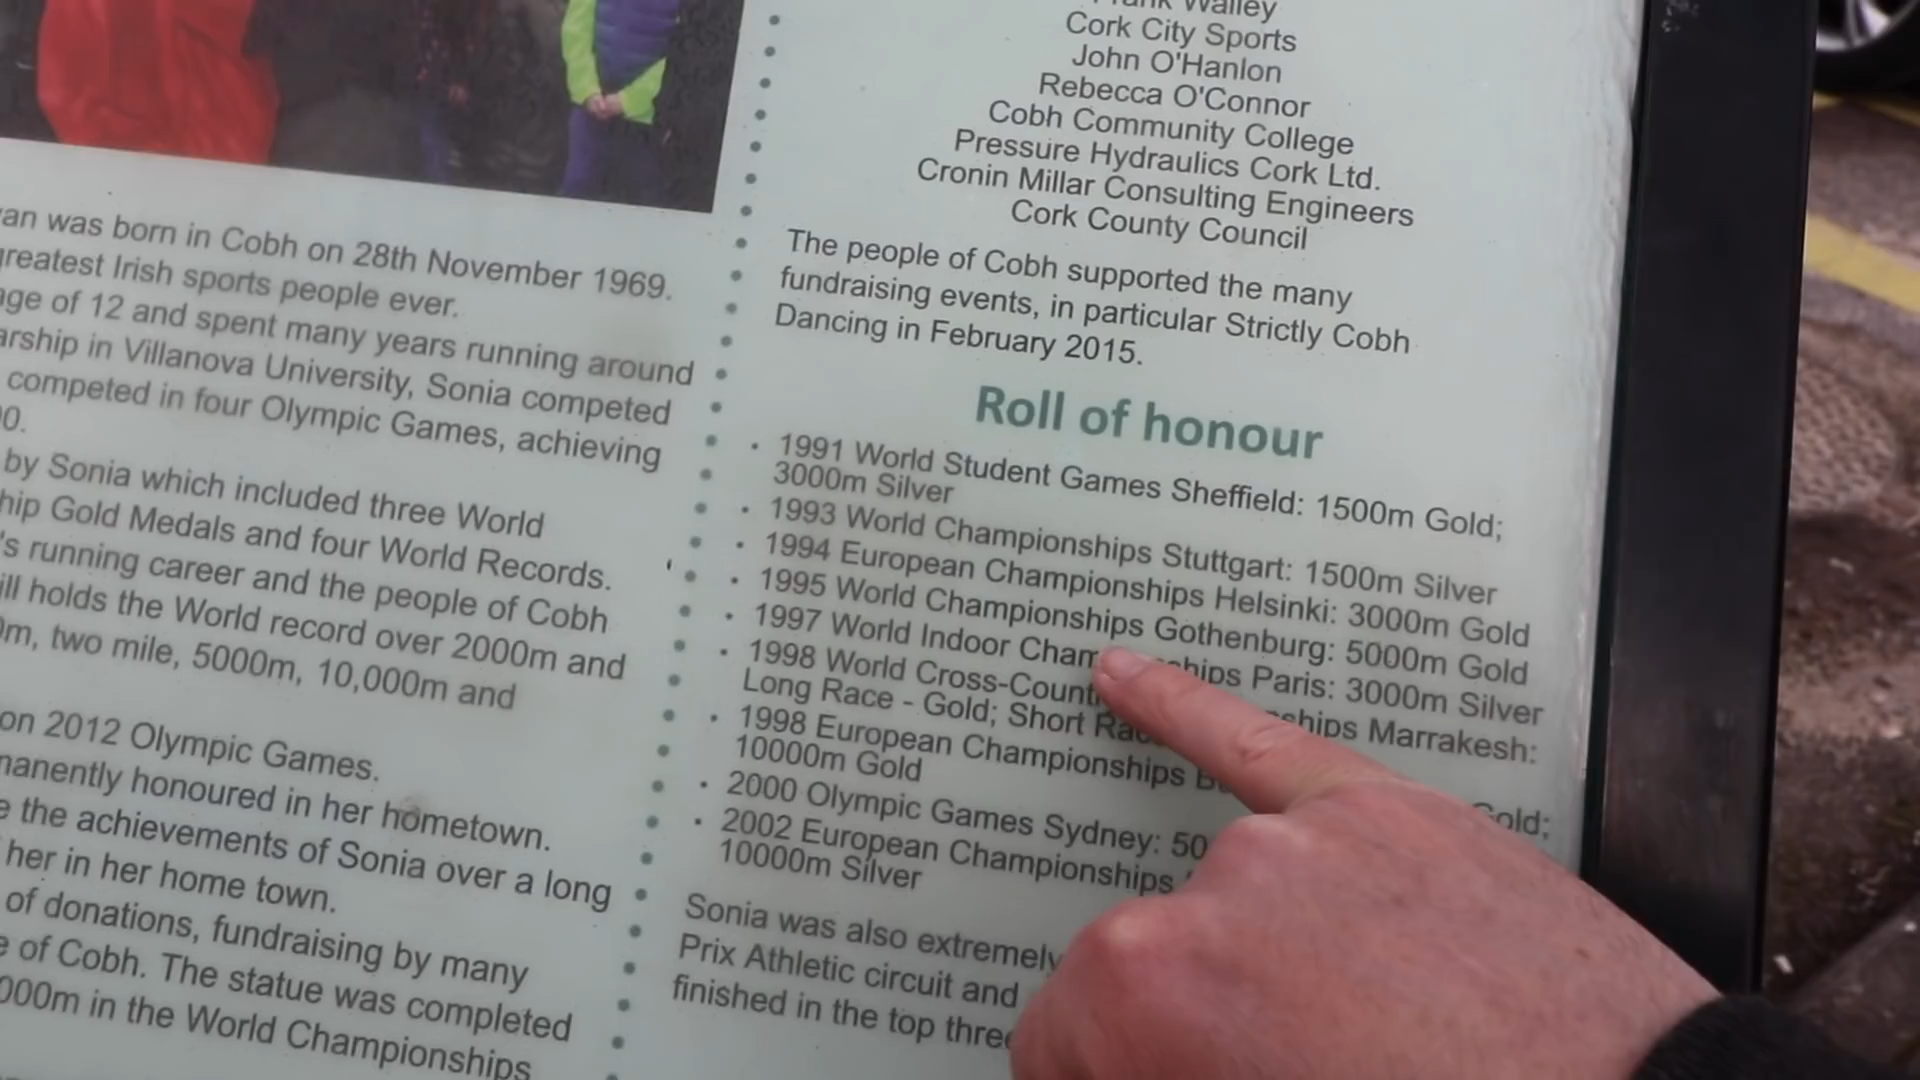 an was born in Cobh on 28th November 1969.
greatest Irish sports people ever.
age of 12 and spent many years running around
arship in Villanova University, Sonia competed
competed in four Olympic Games, achieving
00.
by Sonia which included three World
hip Gold Medals and four World Records.
's running career and the people of Cobh
ill holds the World record over 2000m and
0m, two mile, 5000m, 10,000m and
on 2012 Olympic Games.
manently honoured in her hometown.
e the achievements of Sonia over a long
her in her home town.
of donations, fundraising by many
e of Cobh. The statue was completed
000m in the World Championships
Walley
Cork City Sports
John O'Hanlon
Rebecca O'Connor
Cobh Community College
Pressure Hydraulics Cork Ltd.
Cronin Millar Consulting Engineers
Cork County Council
The people of Cobh supported the many
fundraising events, in particular Strictly Cobh
Dancing in February 2015.
Roll of honour
• 1991 World Student Games Sheffield: 1500m Gold;
3000m Silver
• 1993 World Championships Stuttgart: 1500m Silver
• 1994 European Championships Helsinki: 3000m Gold
• 1995 World Championships Gothenburg: 5000m Gold
• 1997 World Indoor Cham hips Paris: 3000m Silver
• 1998 World Cross-Count ships Marrakesh:
Long Race - Gold; Short Ra
• 1998 European Championships B Gold;
10000m Gold
• 2000 Olympic Games Sydney: 50
• 2002 European Championships
10000m Silver
Sonia was also extremely
Prix Athletic circuit and
finished in the top three